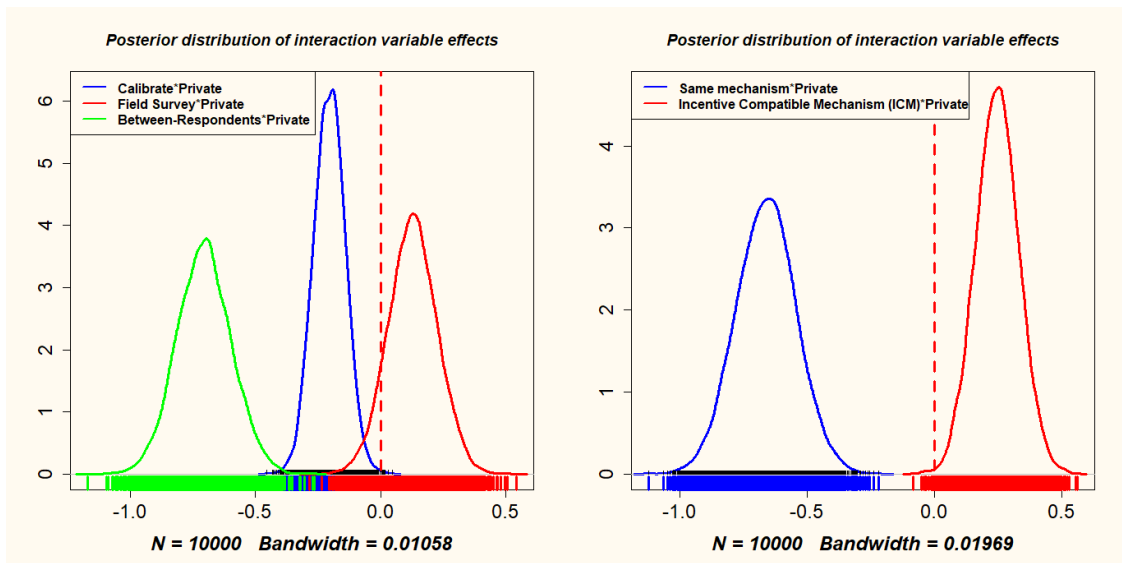 Posterior distribution of interaction variable effects
Calibrate*Private
Field Survey*Private
Between-Respondents*Private
6
5
4
3
2
1
0
-1.0 -0.5 0.0 0.5
N = 10000 Bandwidth = 0.01058
Posterior distribution of interaction variable effects
Same mechanism*Private
Incentive Compatible Mechanism (ICM)*Private
4
3
2
1
0
-1.0 -0.5 0.0 0.5
N = 10000 Bandwidth = 0.01969